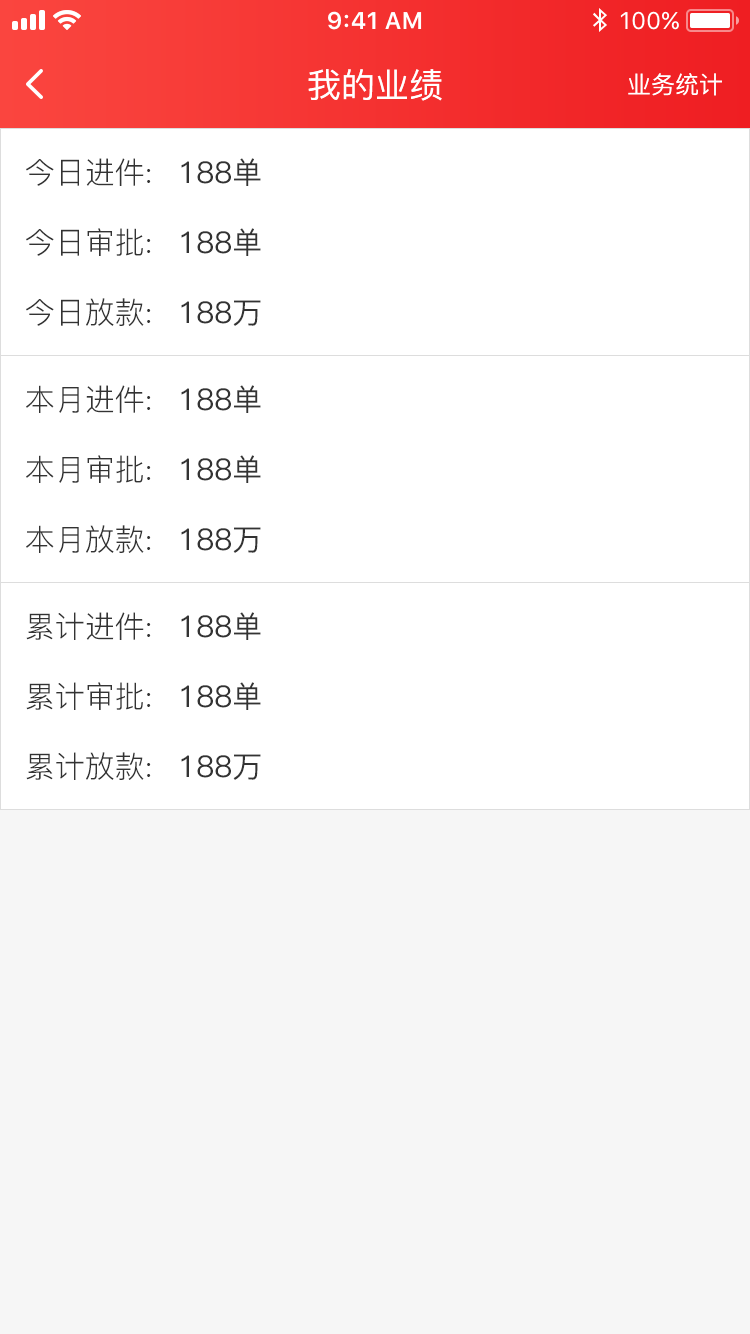 9:41 AM
100%
我的业绩
业务统计
今日进件: 188单
今日审批: 188单
今日放款: 188万
本月进件: 188单
本月审批: 188单
本月放款: 188万
累计进件: 188单
累计审批: 188单
累计放款: 188万